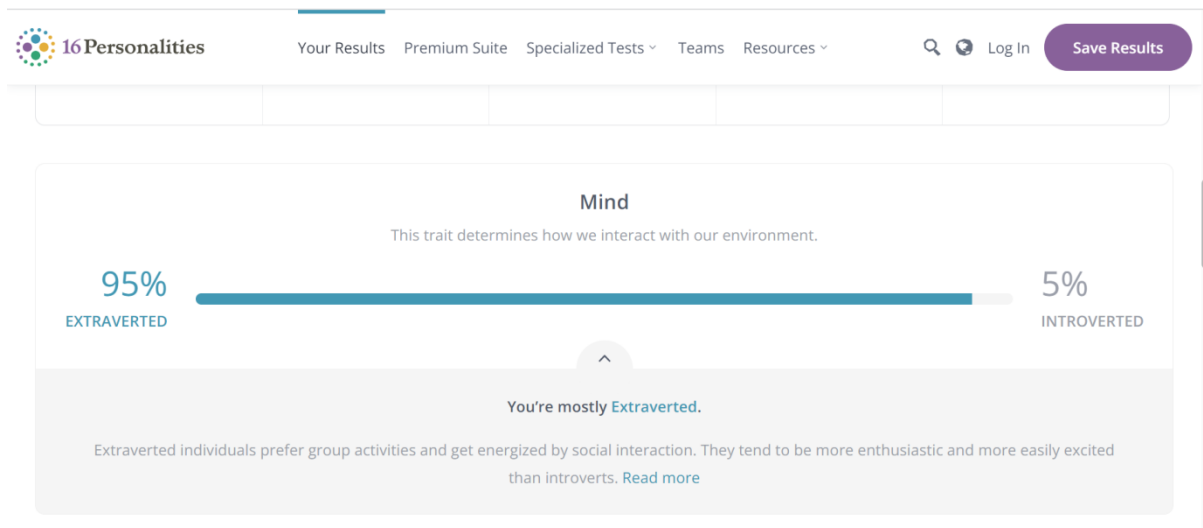 16Personalities
Your Results Premium Suite Specialized Tests Teams Resources Log In Save Results
Mind
This trait determines how we interact with our environment.
95% 5%
EXTRAVERTED INTROVERTED
You're mostly Extraverted.
Extraverted individuals prefer group activities and get energized by social interaction. They tend to be more enthusiastic and more easily excited
than introverts. Read more